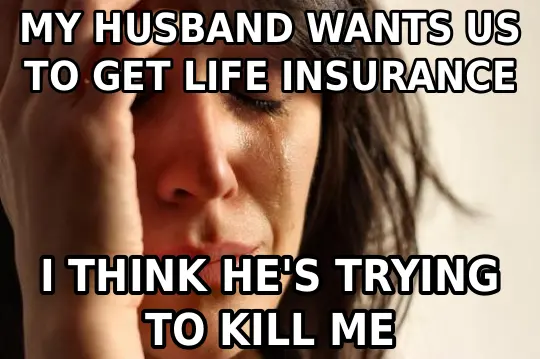 MY HUSBAND WANTS US
TO GET LIFE INSURANCE
I THINK HE'S TRYING
TO KILL ME